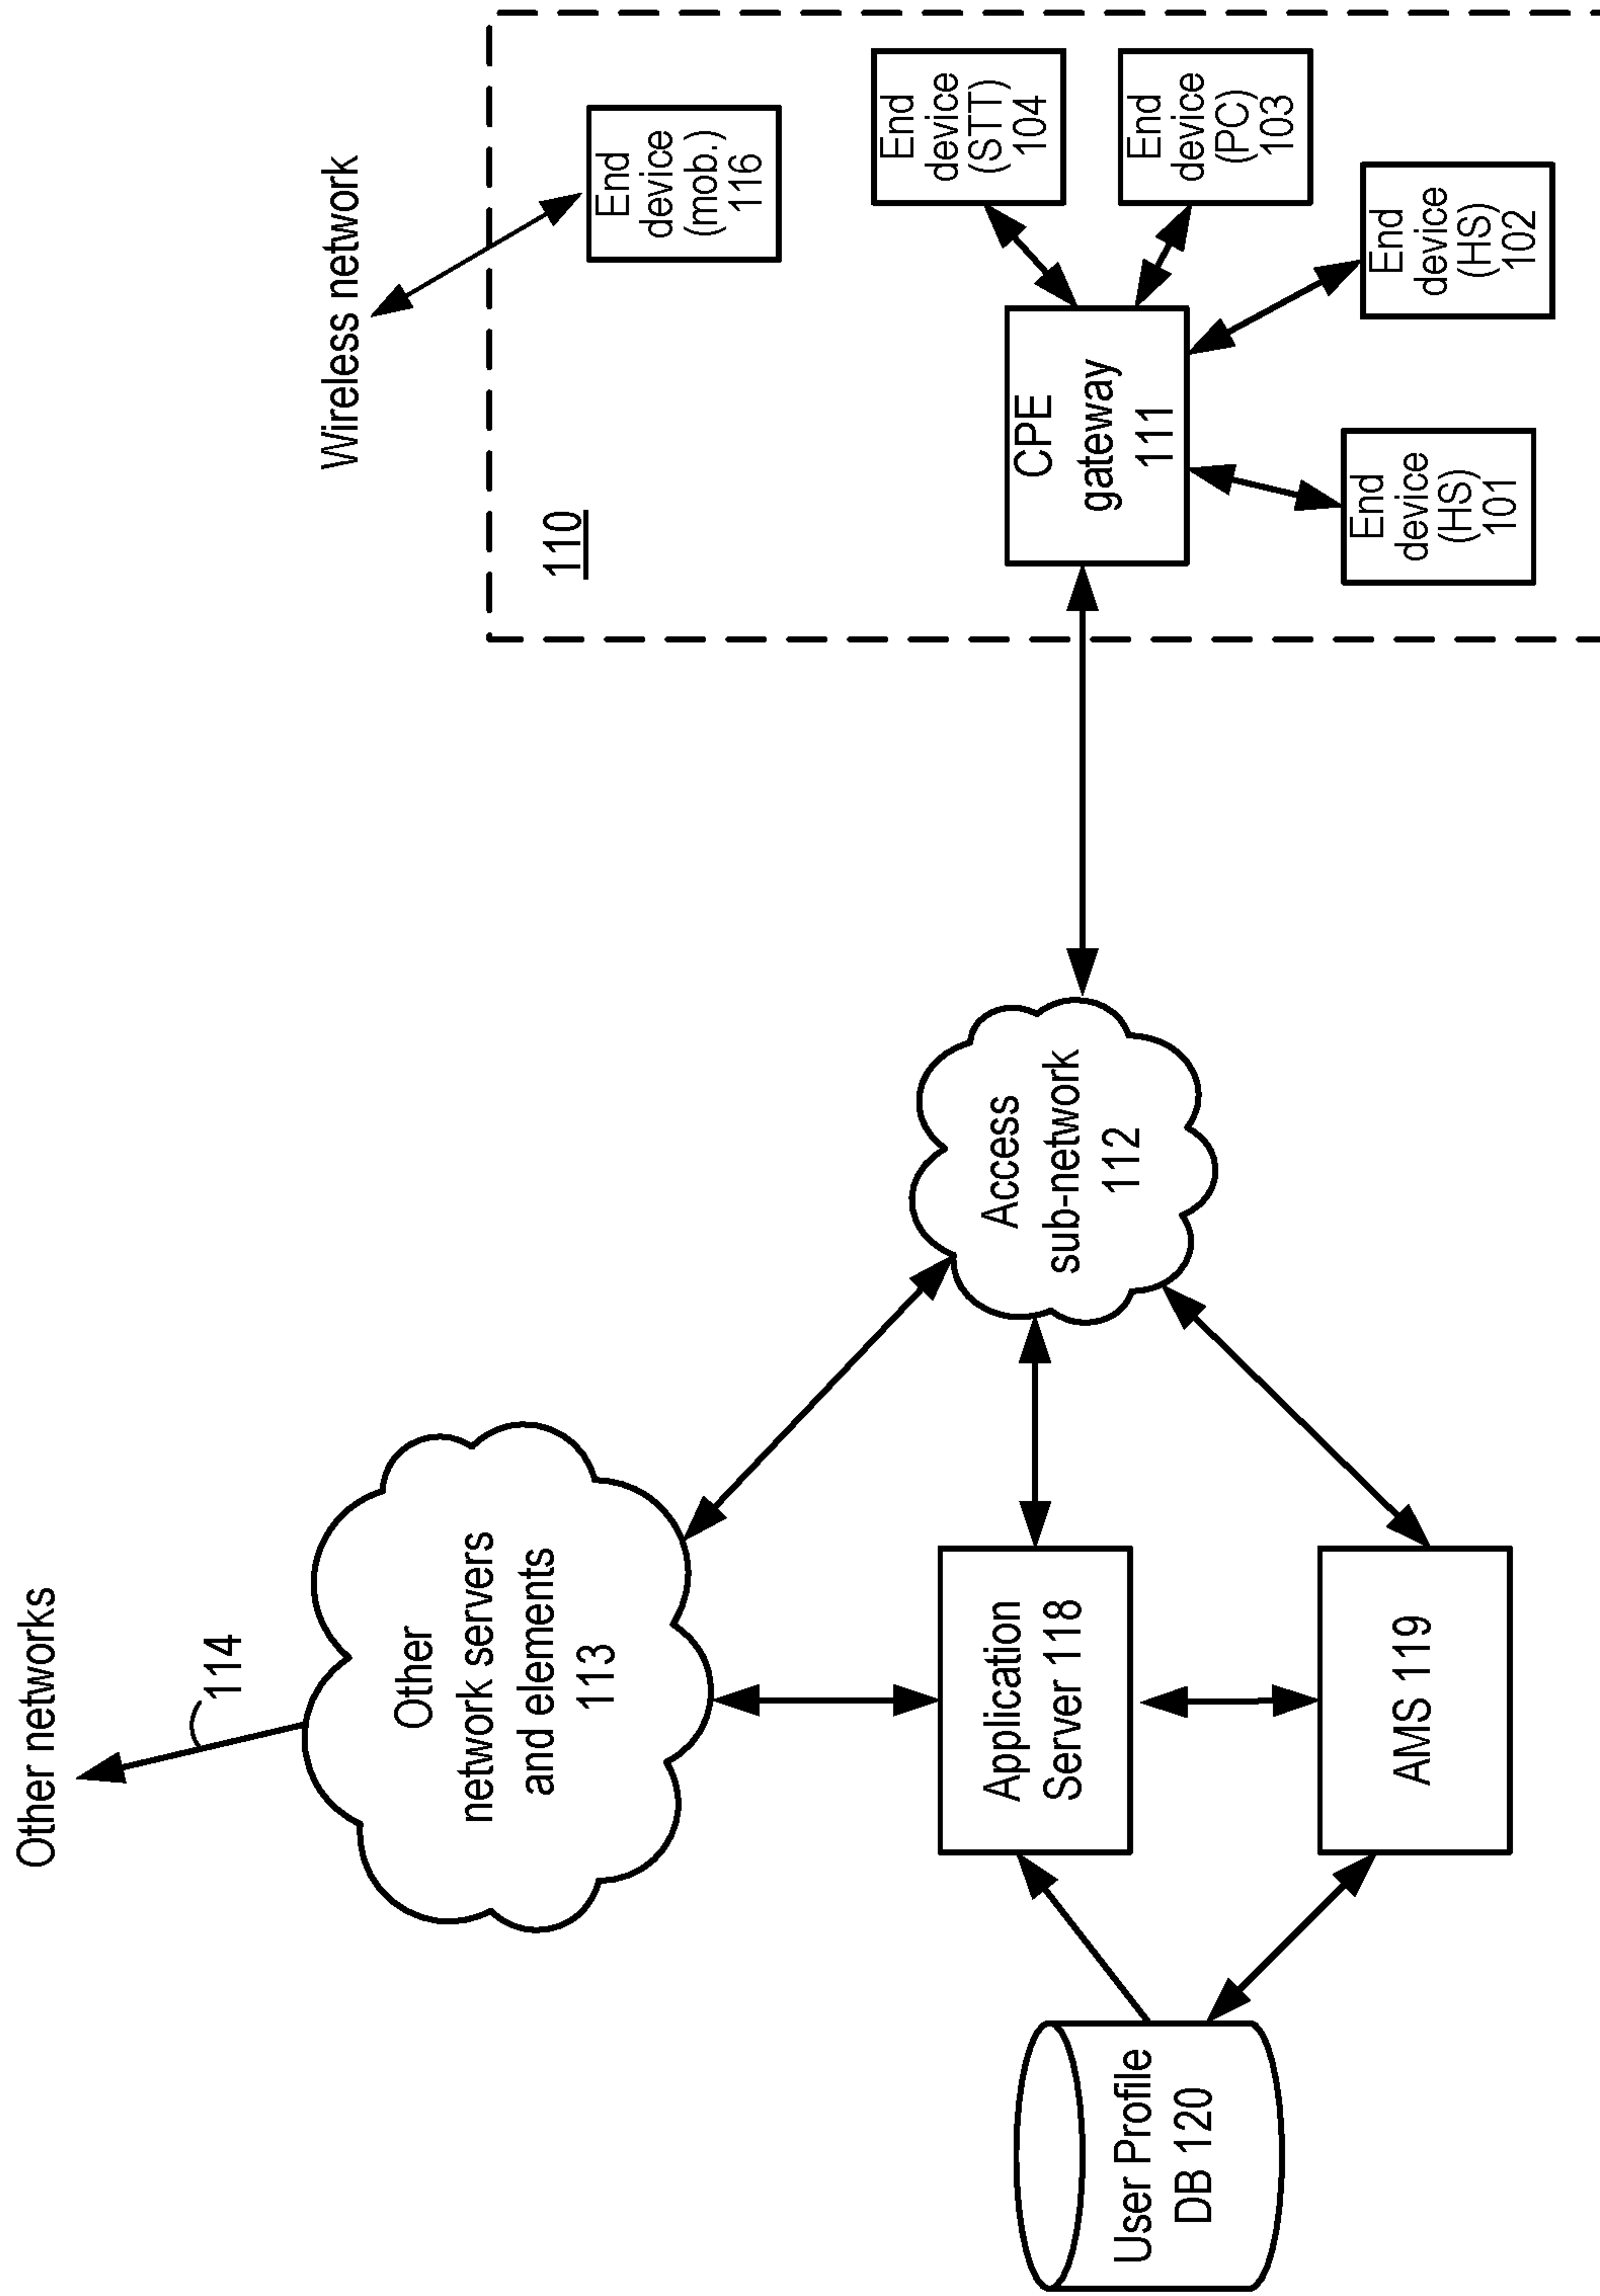 Other networks
114
Other
network servers
and elements
113
Wireless network
110
End
device
(mob.)
116
End
device
(STT)
104
End
device
(PC)
103
CPE
gateway
111
End
device
(HS)
102
End
device
(HS)
101
Access
sub-network
112
Application
Server 118
AMS 119
User Profile
DB 120